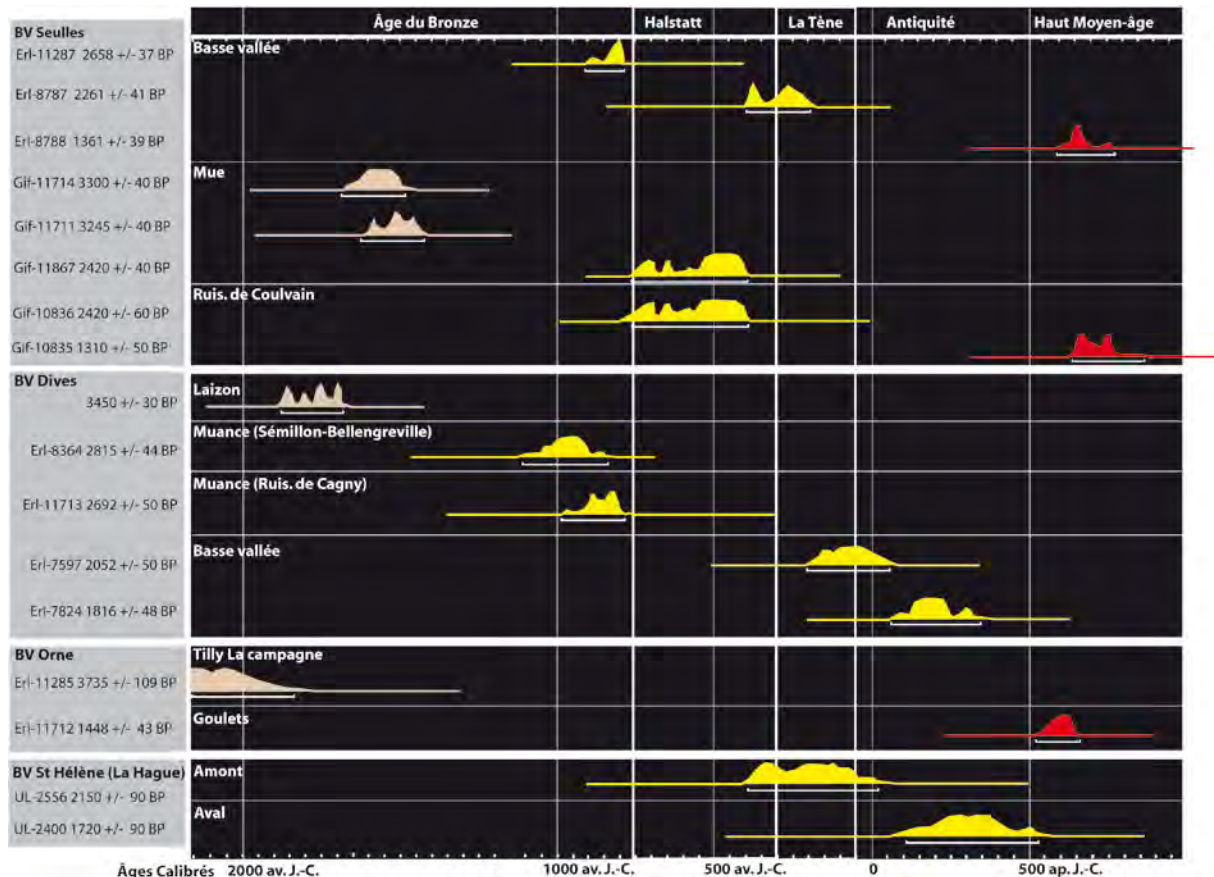 Âge du Bronze Halstatt La Tène Antiquité Haut Moyen-âge
BV Seulles
Basse vallée
Erl-11287 2658 +/- 37 BP
Erl-8787 2261 +/- 41 BP
Erl-8788 1361 +/- 39 BP
Mue
Gif-11714 3300 +/- 40 BP
Gif-11711 3245 +/- 40 BP
Gif-11867 2420 +/- 40 BP
Ruis. de Coulvain
Gif-10836 2420 +/- 60 BP
Gif-10835 1310 +/- 50 BP
BV Dives
Laizon
3450 +/- 30 BP
Muance (Sémillon-Bellengreville)
Erl-8364 2815 +/- 44 BP
Muance (Ruis. de Cagny)
Erl-11713 2692 +/- 50 BP
Basse vallée
Erl-7597 2052 +/- 50 BP
Erl-7824 1816 +/- 48 BP
BV Orne
Tilly La campagne
Erl-11285 3735 +/- 109 BP
Goulets
Erl-11712 1448 +/- 43 BP
BV St Hélène (La Hague)
Amont
UL-2556 2150 +/- 90 BP
Aval
UL-2400 1720 +/- 90 BP
Âges Calibrés 2000 av. J.-C. 1000 av. J.-C. 500 av. J.-C. 0 500 ap. J.-C.